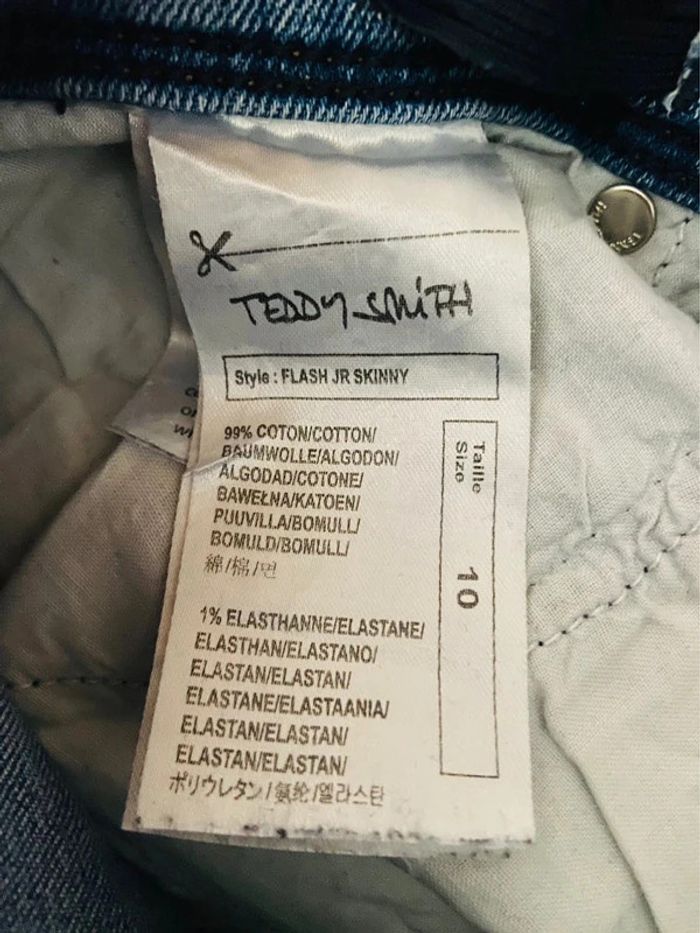 TEDDY SMITH
Style : FLASH JR SKINNY
99% COTON/COTTON/
BAUMWOLLE/ALGODON/
ALGODAD/COTONE/
BAWEŁNA/KATOEN/
PUUVILLA/BOMULL/
BOMULD/BOMULL/
綿/棉/면
1% ELASTHANNE/ELASTANE/
ELASTHAN/ELASTANO/
ELASTAN/ELASTAN/
ELASTANE/ELASTAANIA/
ELASTAN/ELASTAN/
ELASTAN/ELASTAN/
ポリウレタン/氨纶/엘라스탄
Taille
Size
10